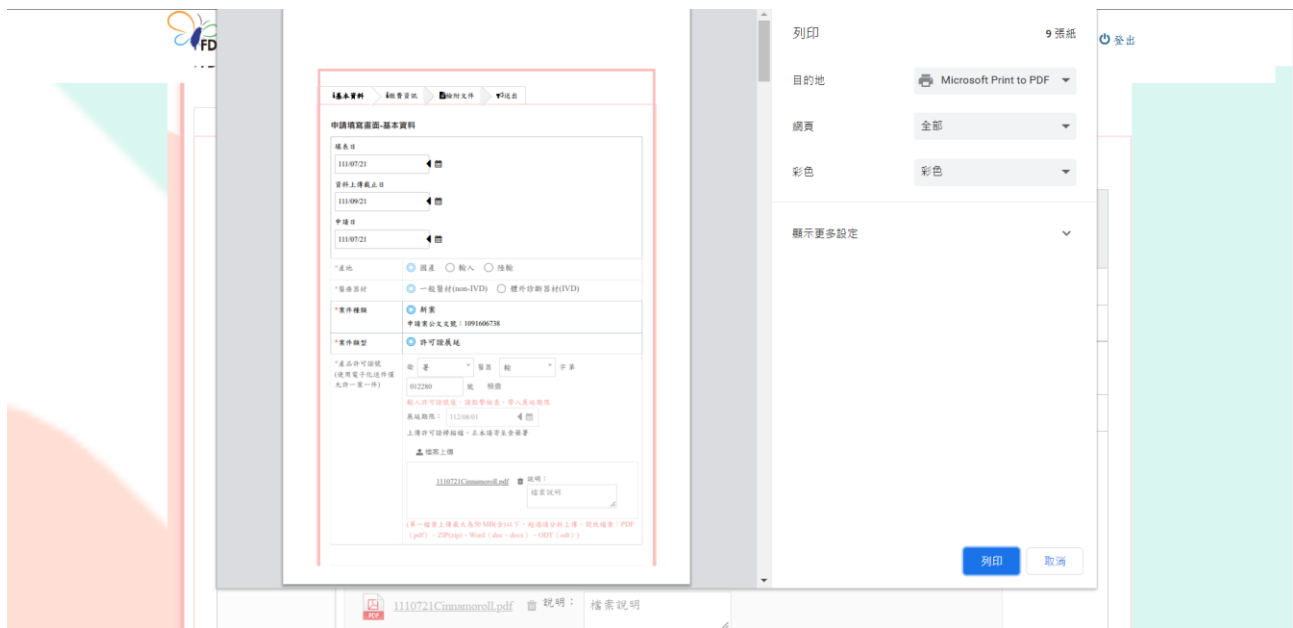 FD
登出
基本資料
繳費資訊
檢附文件
送出
申請填寫畫面-基本資料
填表日
111/07/21
資料上傳截止日
111/09/21
申請日
111/07/21
*產地
國產 輸入 陸輸
*醫療器材
一般醫材(non-IVD) 體外診斷器材(IVD)
*案件種類
新案
申請案公文文號：1091606738
*案件類型
許可證展延
*產品許可證號
(使用電子化送件僅
允許一案一件)
衛 署 醫器 輸 字第
012280 號 檢查
輸入許可證號後，請點擊檢查，帶入展延期限
展延期限： 112/08/01
上傳許可證掃描檔，正本請寄至食藥署
檔案上傳
1110721Cinnamoroll.pdf 說明：
檔案說明
(單一檔案上傳最大為50 MB(含)以下，超過請分批上傳，開放檔案：PDF
（pdf）、ZIP(zip)、Word（doc、docx）、ODT（odt））
列印 9 張紙
目的地 Microsoft Print to PDF
網頁 全部
彩色 彩色
顯示更多設定
列印 取消
PDF 1110721Cinnamoroll.pdf 說明： 檔案說明